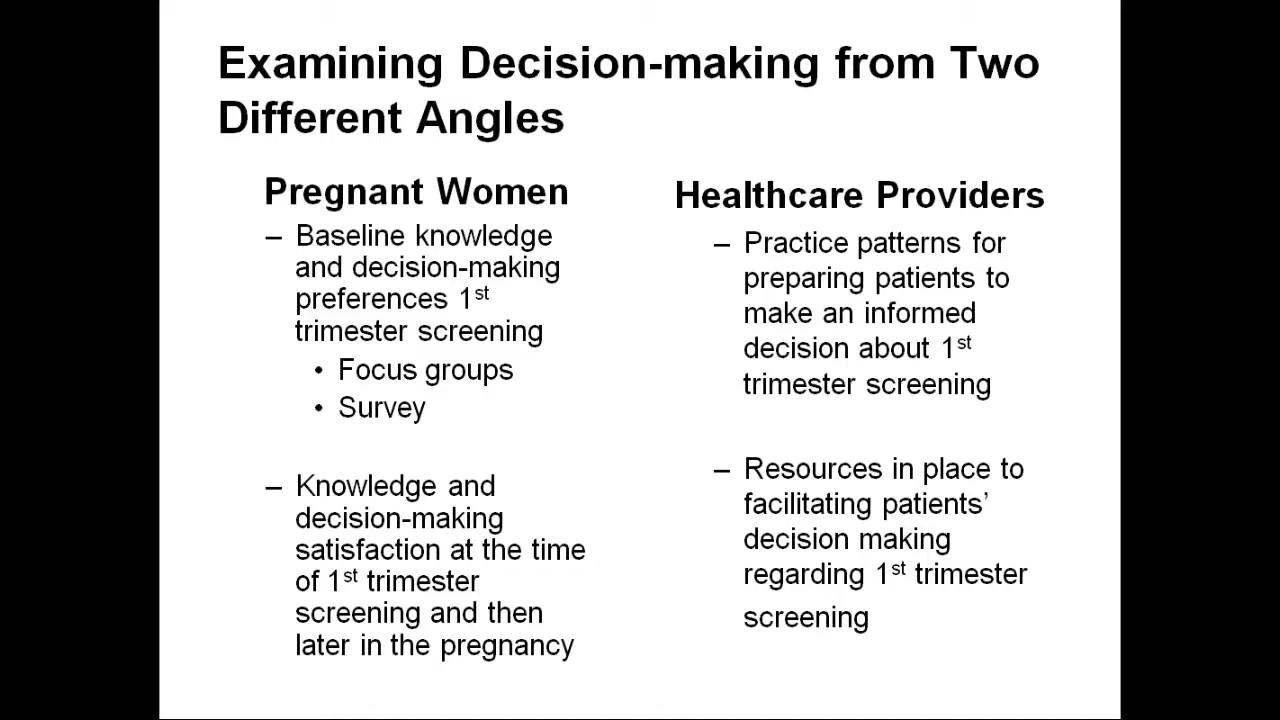 Examining Decision-making from Two
Different Angles
Pregnant Women
– Baseline knowledge
and decision-making
preferences 1st
trimester screening
• Focus groups
• Survey
– Knowledge and
decision-making
satisfaction at the time
of 1st trimester
screening and then
later in the pregnancy
Healthcare Providers
– Practice patterns for
preparing patients to
make an informed
decision about 1st
trimester screening
– Resources in place to
facilitating patients’
decision making
regarding 1st trimester
screening